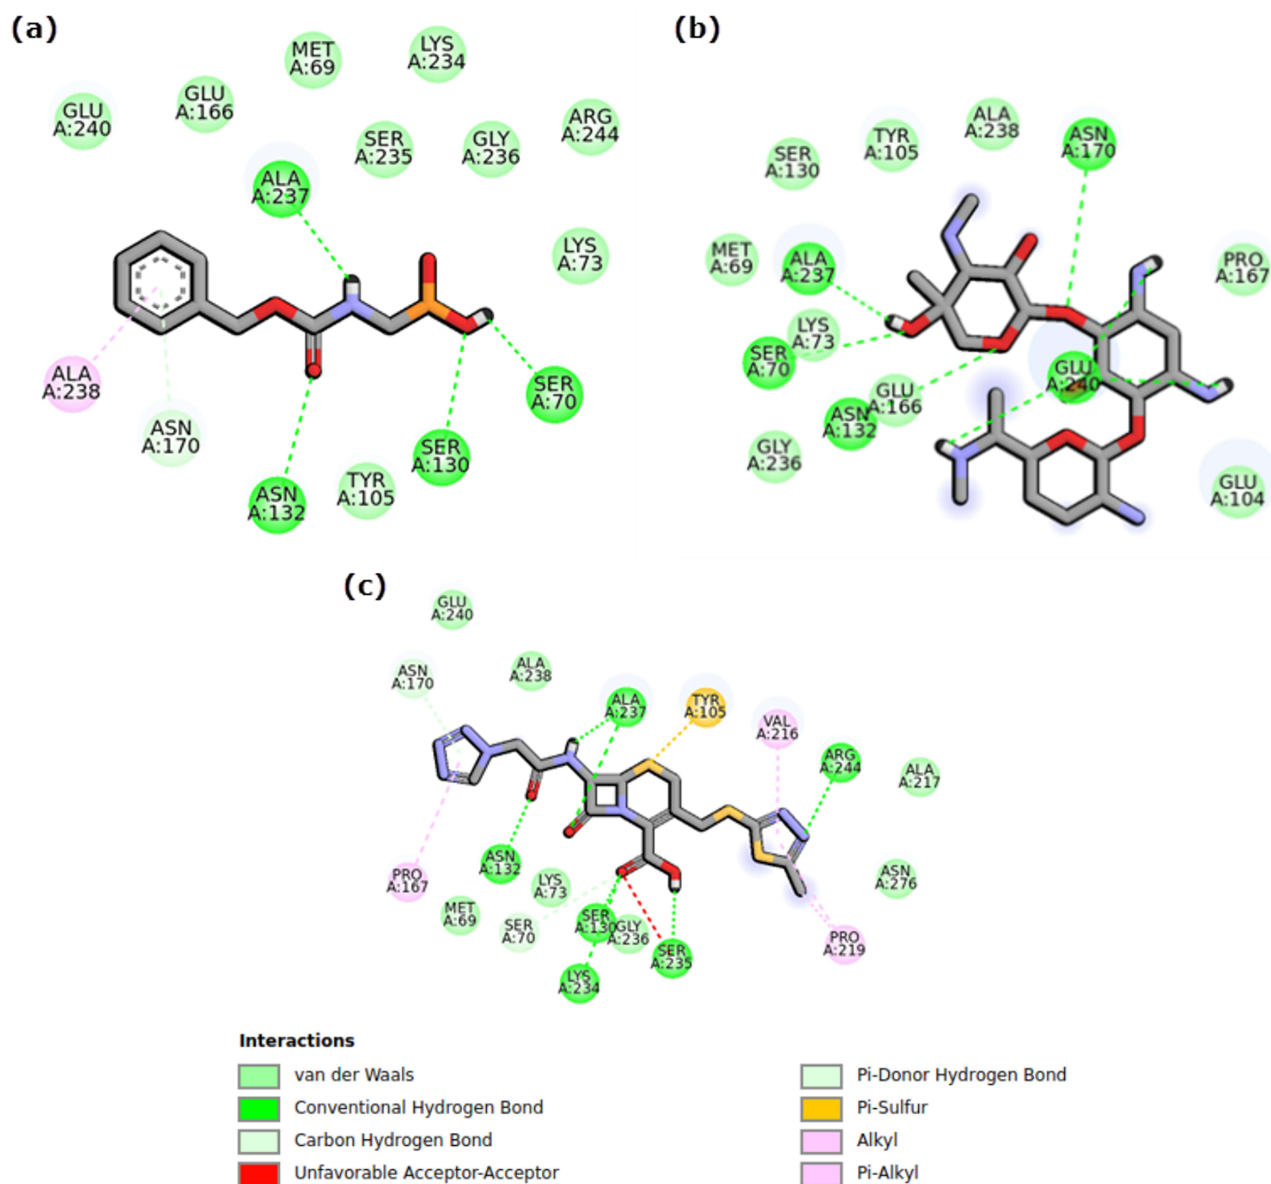 (a)
MET
A:69
LYS
A:234
GLU
A:240
GLU
A:166
SER
A:235
GLY
A:236
ARG
A:244
ALA
A:237
LYS
A:73
ALA
A:238
ASN
A:170
SER
A:70
SER
A:130
ASN
A:132
TYR
A:105
(b)
SER
A:130
TYR
A:105
ALA
A:238
ASN
A:170
MET
A:69
ALA
A:237
PRO
A:167
LYS
A:73
SER
A:70
GLU
A:240
GLU
A:166
ASN
A:132
GLY
A:236
GLU
A:104
(c)
GLU
A:240
ASN
A:170
ALA
A:238
ALA
A:237
TYR
A:105
VAL
A:216
ARG
A:244
ALA
A:217
ASN
A:132
PRO
A:167
LYS
A:73
ASN
A:276
MET
A:69
SER
A:70
SER
A:130
GLY
A:236
SER
A:235
PRO
A:219
LYS
A:234
Interactions
van der Waals
Conventional Hydrogen Bond
Carbon Hydrogen Bond
Unfavorable Acceptor-Acceptor
Pi-Donor Hydrogen Bond
Pi-Sulfur
Alkyl
Pi-Alkyl